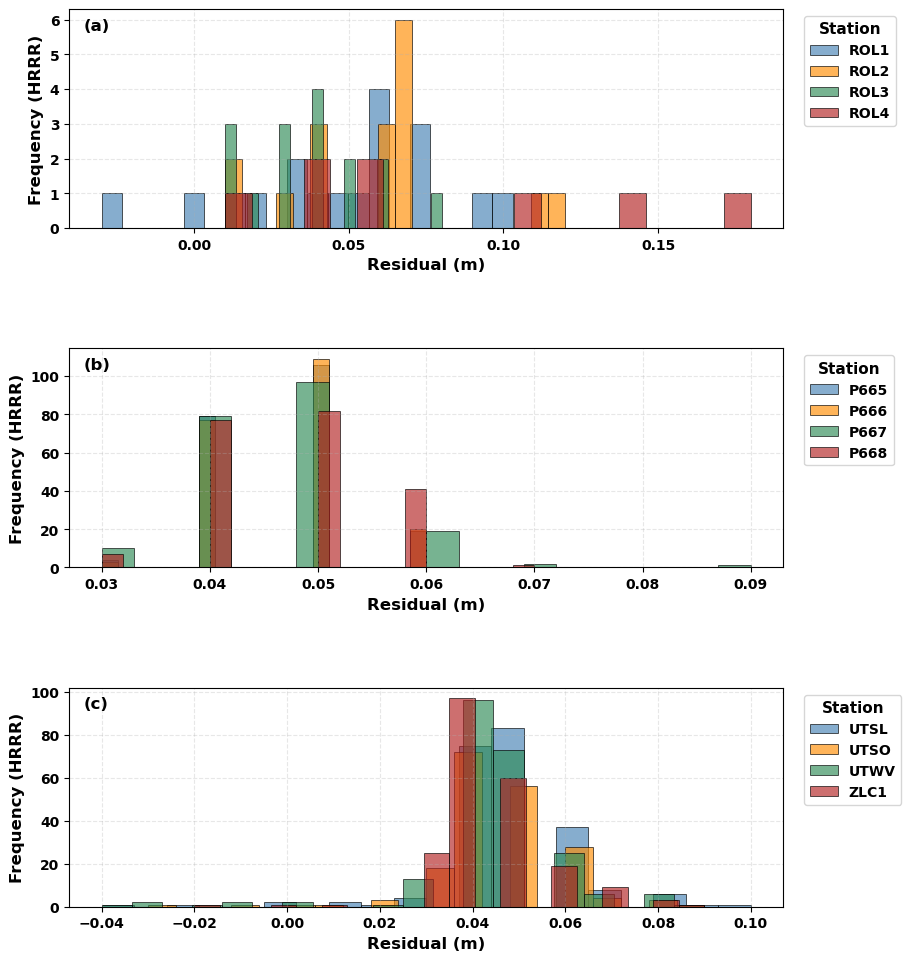 (a)
Frequency (HRRR)
6
5
4
3
2
1
0
0.00 0.05 0.10 0.15
Residual (m)
Station
ROL1
ROL2
ROL3
ROL4
(b)
Frequency (HRRR)
100
80
60
40
20
0
0.03 0.04 0.05 0.06 0.07 0.08 0.09
Residual (m)
Station
P665
P666
P667
P668
(c)
Frequency (HRRR)
100
80
60
40
20
0
−0.04 −0.02 0.00 0.02 0.04 0.06 0.08 0.10
Residual (m)
Station
UTSL
UTSO
UTWV
ZLC1